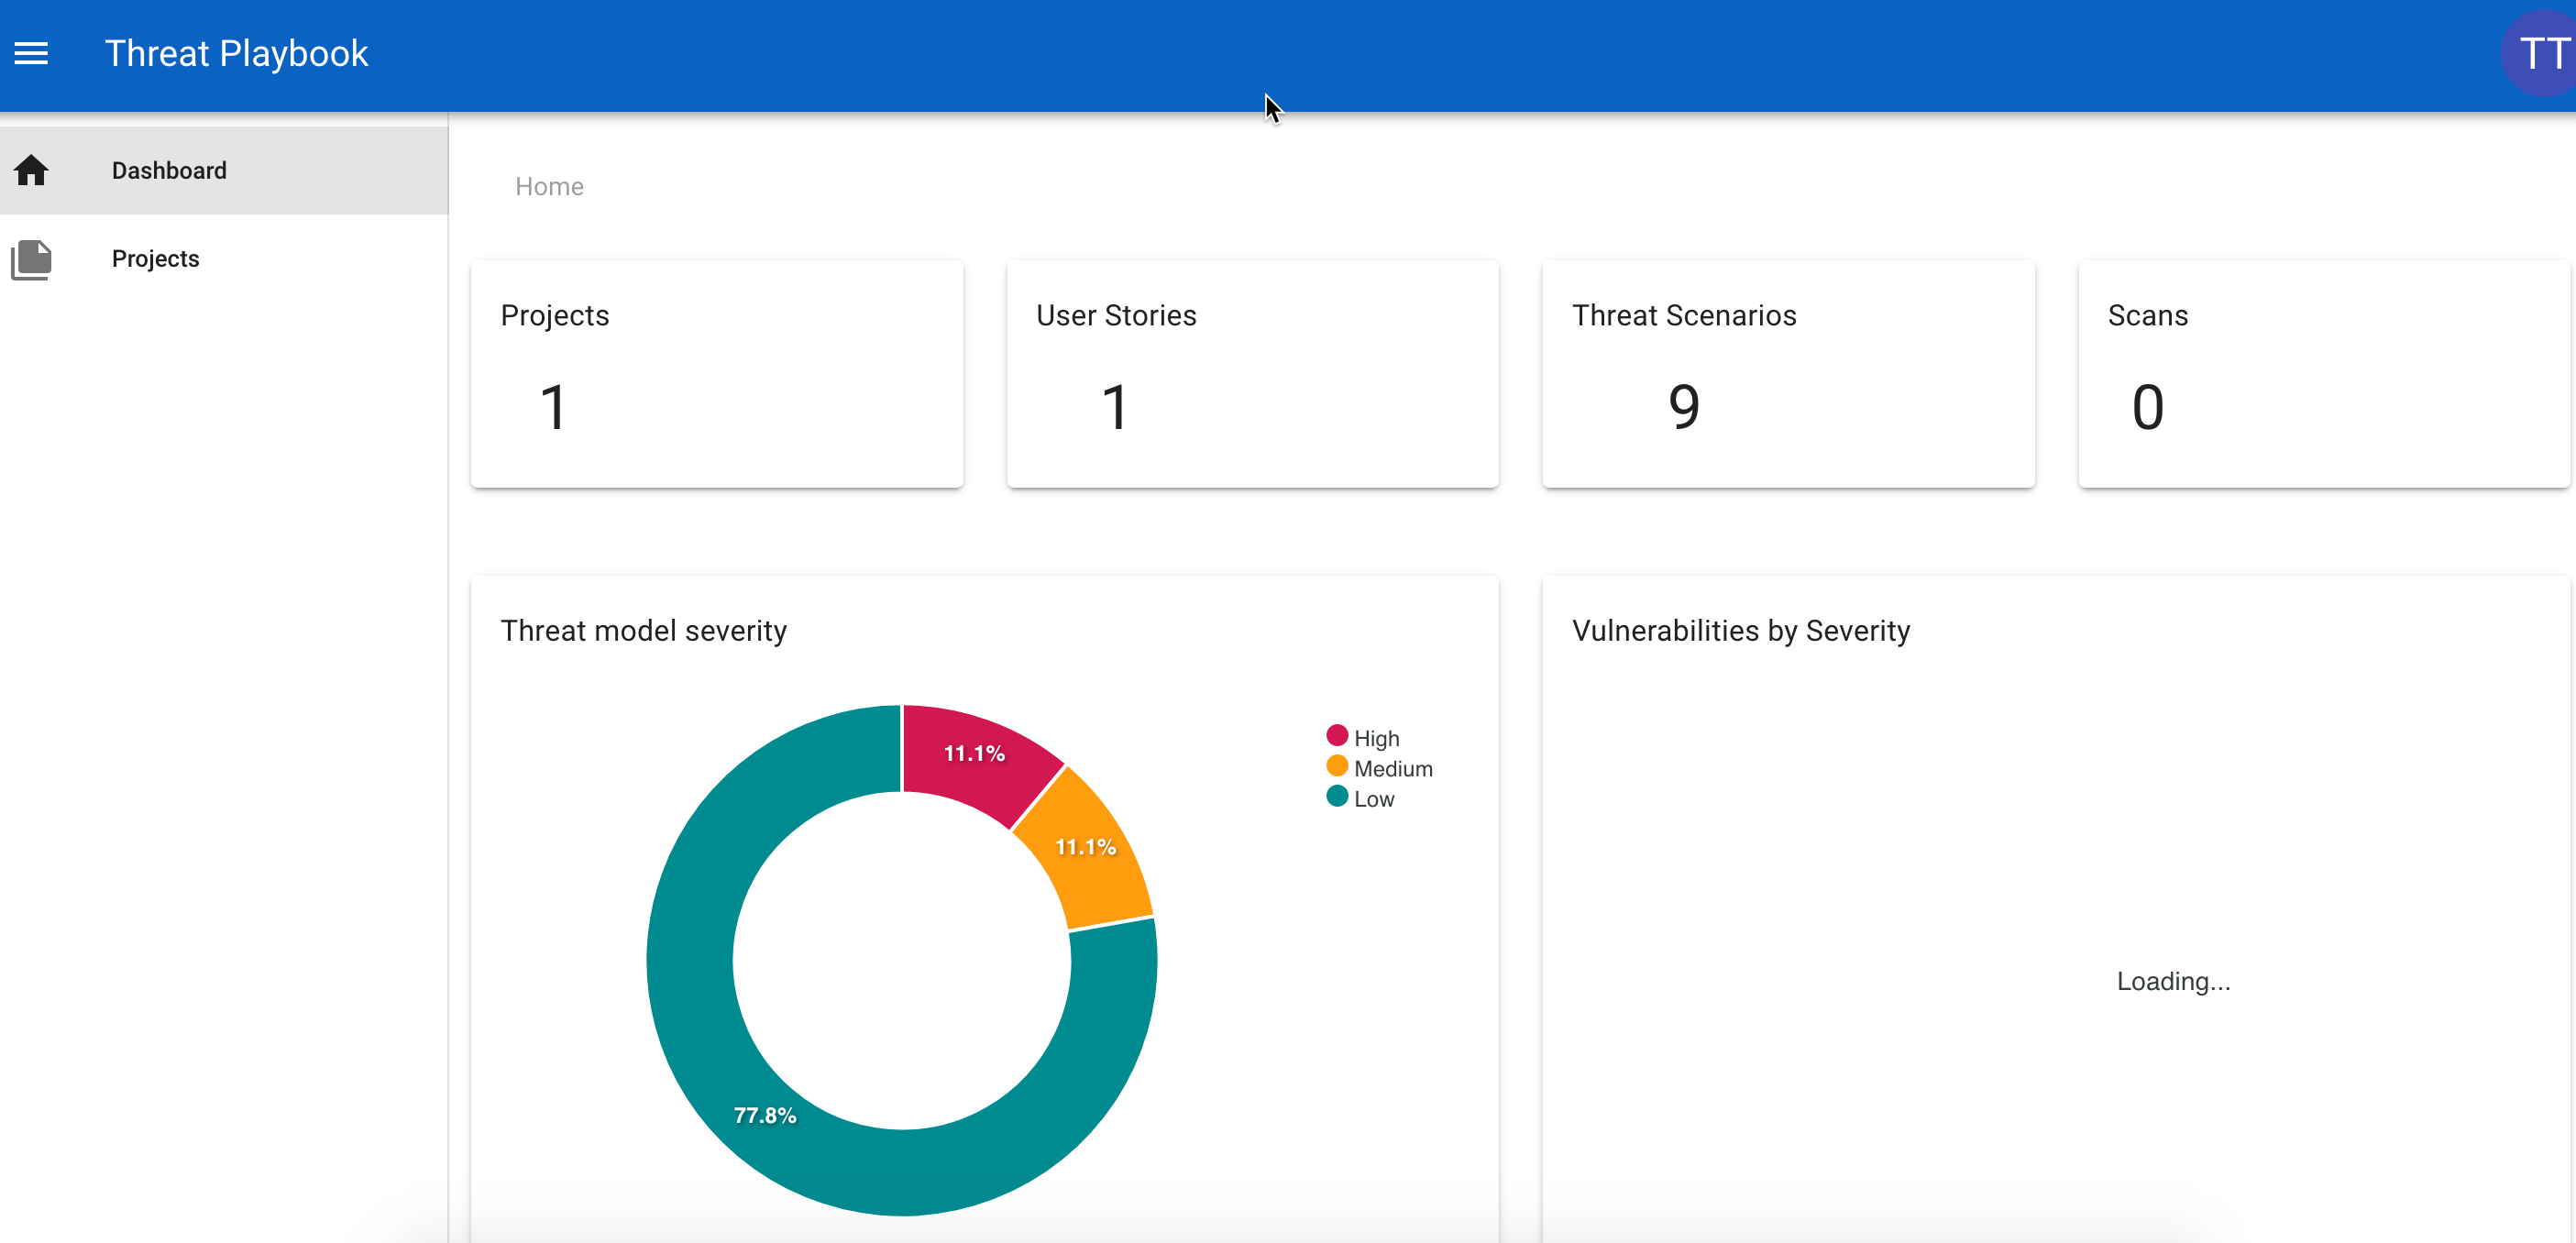 Threat Playbook
TT
Dashboard
Projects
Home
Projects
1
User Stories
1
Threat Scenarios
9
Scans
0
Threat model severity
11.1%
11.1%
77.8%
High
Medium
Low
Vulnerabilities by Severity
Loading...